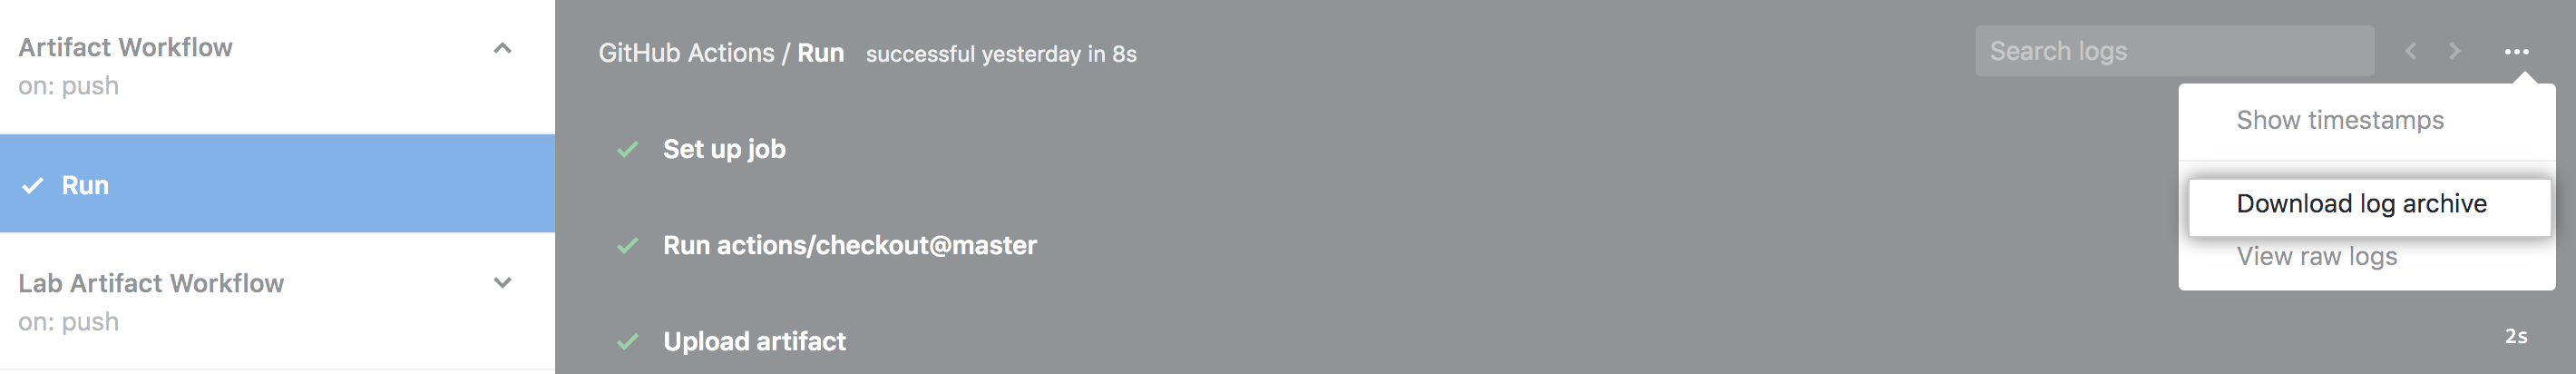 Artifact Workflow
on: push
Run
Lab Artifact Workflow
on: push
GitHub Actions / Run successful yesterday in 8s
Search logs
Show timestamps
Download log archive
View raw logs
Set up job
Run actions/checkout@master
Upload artifact
2s